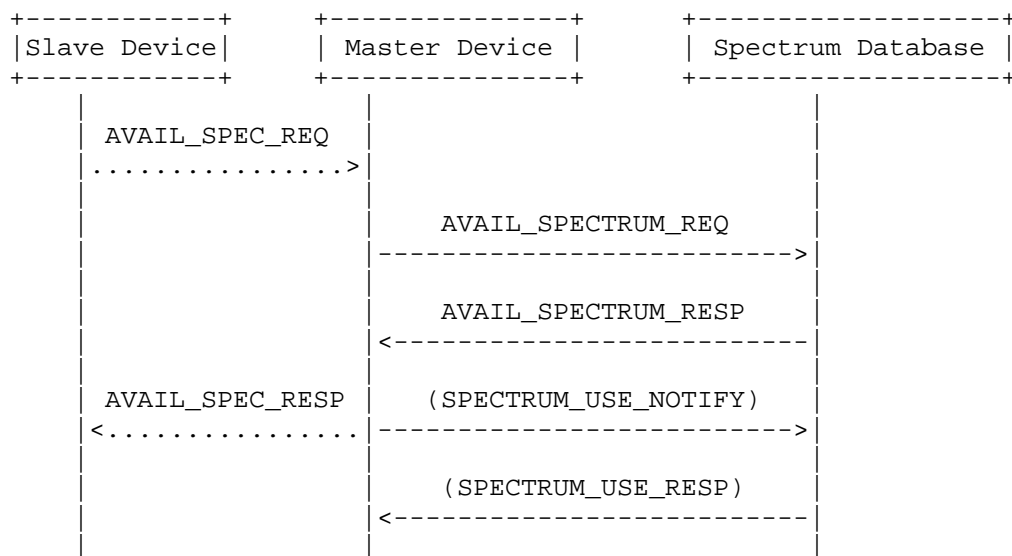 Slave Device Master Device Spectrum Database
AVAIL_SPEC_REQ
AVAIL_SPECTRUM_REQ
AVAIL_SPECTRUM_RESP
AVAIL_SPEC_RESP (SPECTRUM_USE_NOTIFY)
(SPECTRUM_USE_RESP)